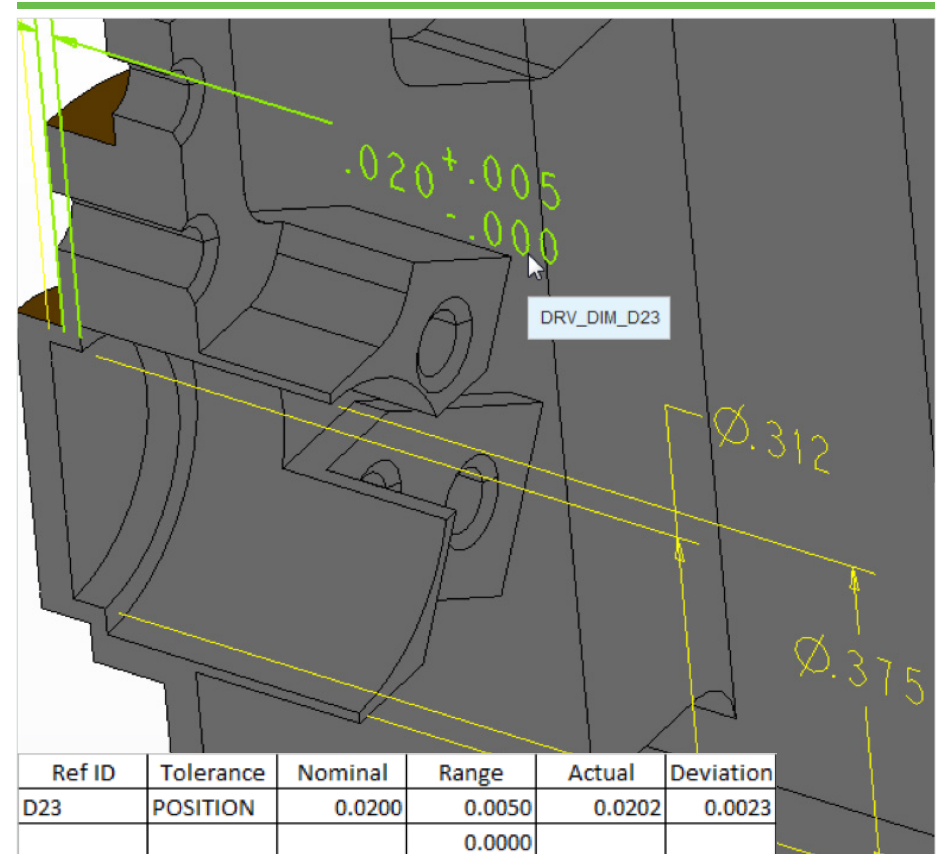 .020 +.005
-.000
DRV_DIM_D23
Ø.312
Ø.375
Ref ID Tolerance Nominal Range Actual Deviation
D23 POSITION 0.0200 0.0050 0.0202 0.0023
0.0000